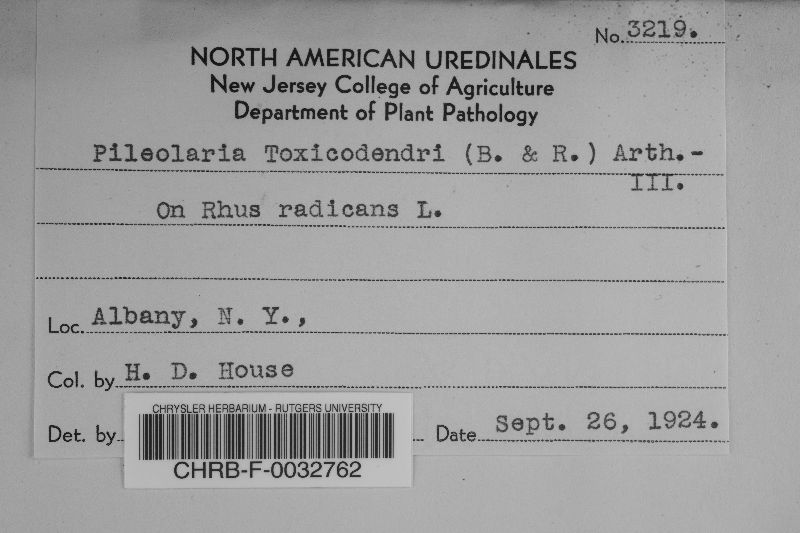 No. 3219.
NORTH AMERICAN UREDINALES
New Jersey College of Agriculture
Department of Plant Pathology
Pileolaria Toxicodendri (B. & R.) Arth.-
III.
On Rhus radicans L.
Loc. Albany, N. Y.,
Col. by H. D. House
Det. by Date Sept. 26, 1924.
CHRYSLER HERBARIUM - RUTGERS UNIVERSITY
CHRB-F-0032762